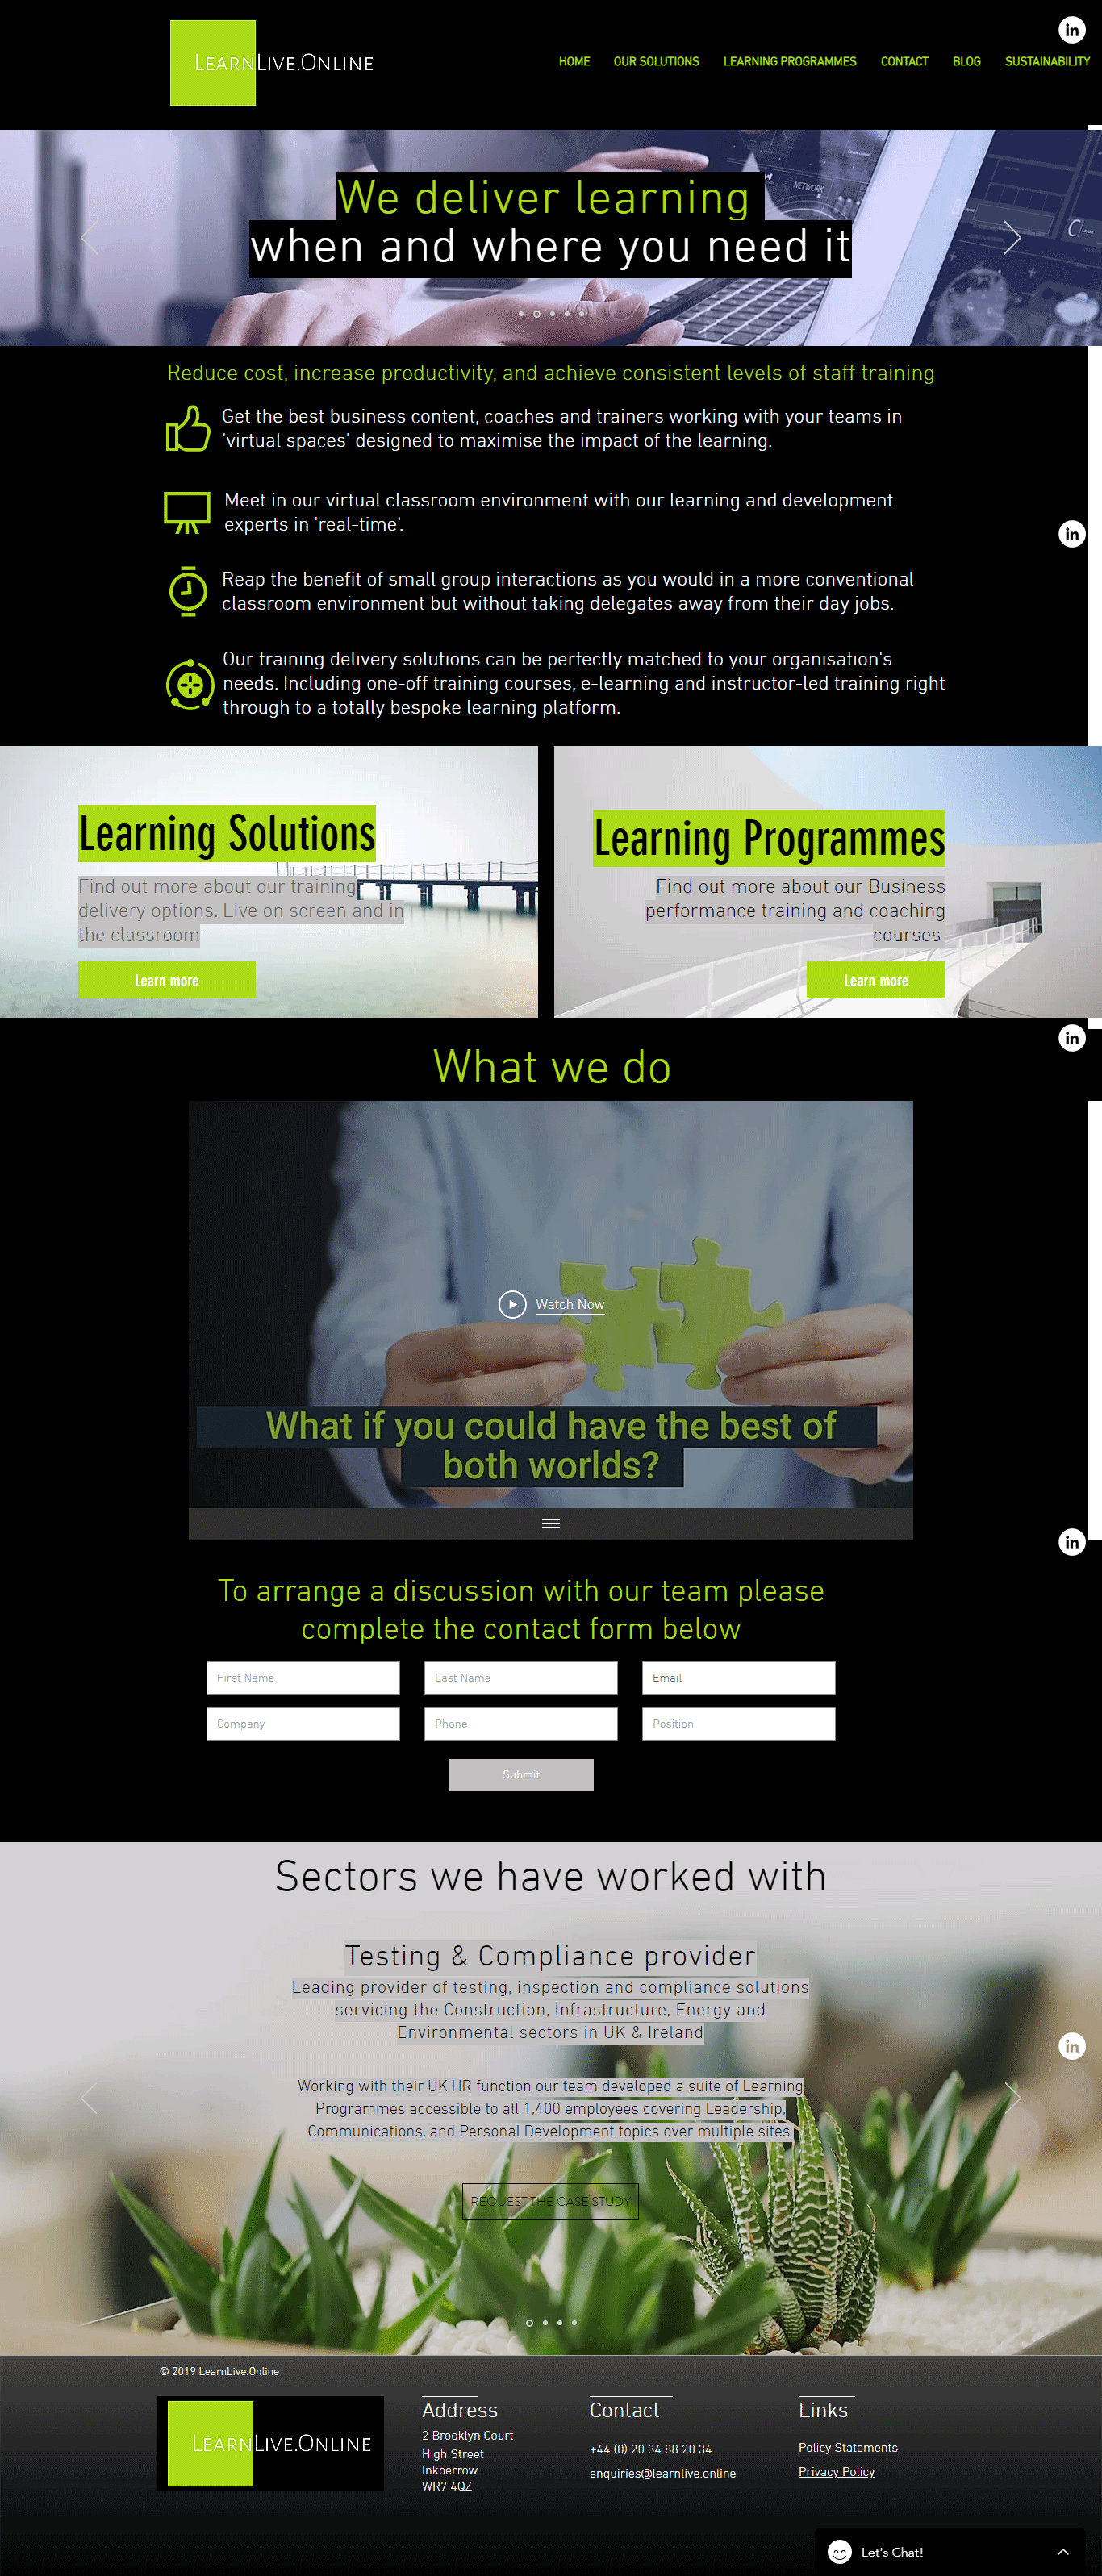 LearnLive.Online
in
HOME OUR SOLUTIONS LEARNING PROGRAMMES CONTACT BLOG SUSTAINABILITY
We deliver learning
when and where you need it
NETWORK
Reduce cost, increase productivity, and achieve consistent levels of staff training
Get the best business content, coaches and trainers working with your teams in
'virtual spaces' designed to maximise the impact of the learning.
Meet in our virtual classroom environment with our learning and development
experts in 'real-time'.
in
Reap the benefit of small group interactions as you would in a more conventional
classroom environment but without taking delegates away from their day jobs.
Our training delivery solutions can be perfectly matched to your organisation's
needs. Including one-off training courses, e-learning and instructor-led training right
through to a totally bespoke learning platform.
Learning Solutions
Find out more about our training
delivery options. Live on screen and in
the classroom
Learn more
Learning Programmes
Find out more about our Business
performance training and coaching
courses
Learn more
in
What we do
Watch Now
What if you could have the best of
both worlds?
in
To arrange a discussion with our team please
complete the contact form below
First Name Last Name Email
Company Phone Position
Submit
Sectors we have worked with
Testing & Compliance provider
Leading provider of testing, inspection and compliance solutions
servicing the Construction, Infrastructure, Energy and
Environmental sectors in UK & Ireland
in
Working with their UK HR function our team developed a suite of Learning
Programmes accessible to all 1,400 employees covering Leadership,
Communications, and Personal Development topics over multiple sites.
REQUEST THE CASE STUDY
© 2019 LearnLive.Online
LearnLive.Online
Address
2 Brooklyn Court
High Street
Inkberrow
WR7 4QZ
Contact
+44 (0) 20 34 88 20 34
enquiries@learnlive.online
Links
Policy Statements
Privacy Policy
Let's Chat!